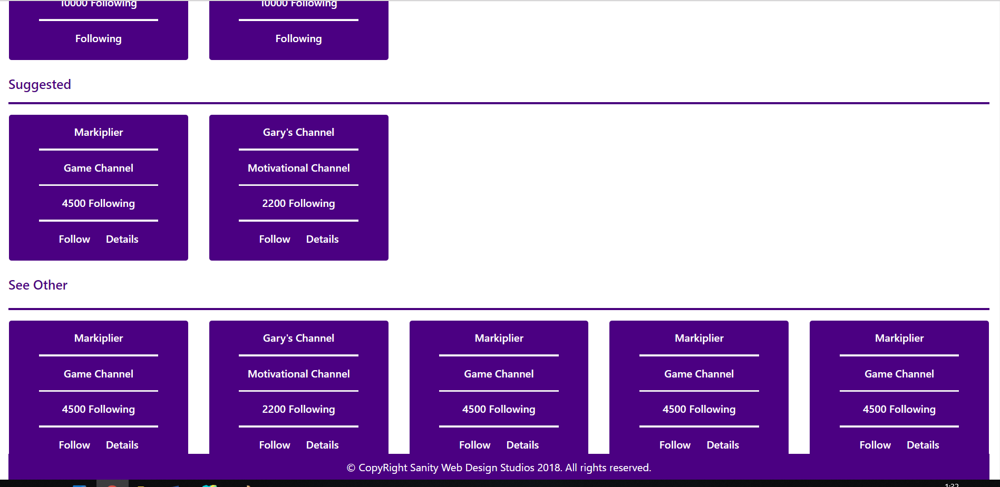 10000 Following 10000 Following
Following Following
Suggested
Markiplier Gary's Channel
Game Channel Motivational Channel
4500 Following 2200 Following
Follow Details Follow Details
See Other
Markiplier Gary's Channel Markiplier Markiplier Markiplier
Game Channel Motivational Channel Game Channel Game Channel Game Channel
4500 Following 2200 Following 4500 Following 4500 Following 4500 Following
Follow Details Follow Details Follow Details Follow Details Follow Details
© CopyRight Sanity Web Design Studios 2018. All rights reserved.
1:32